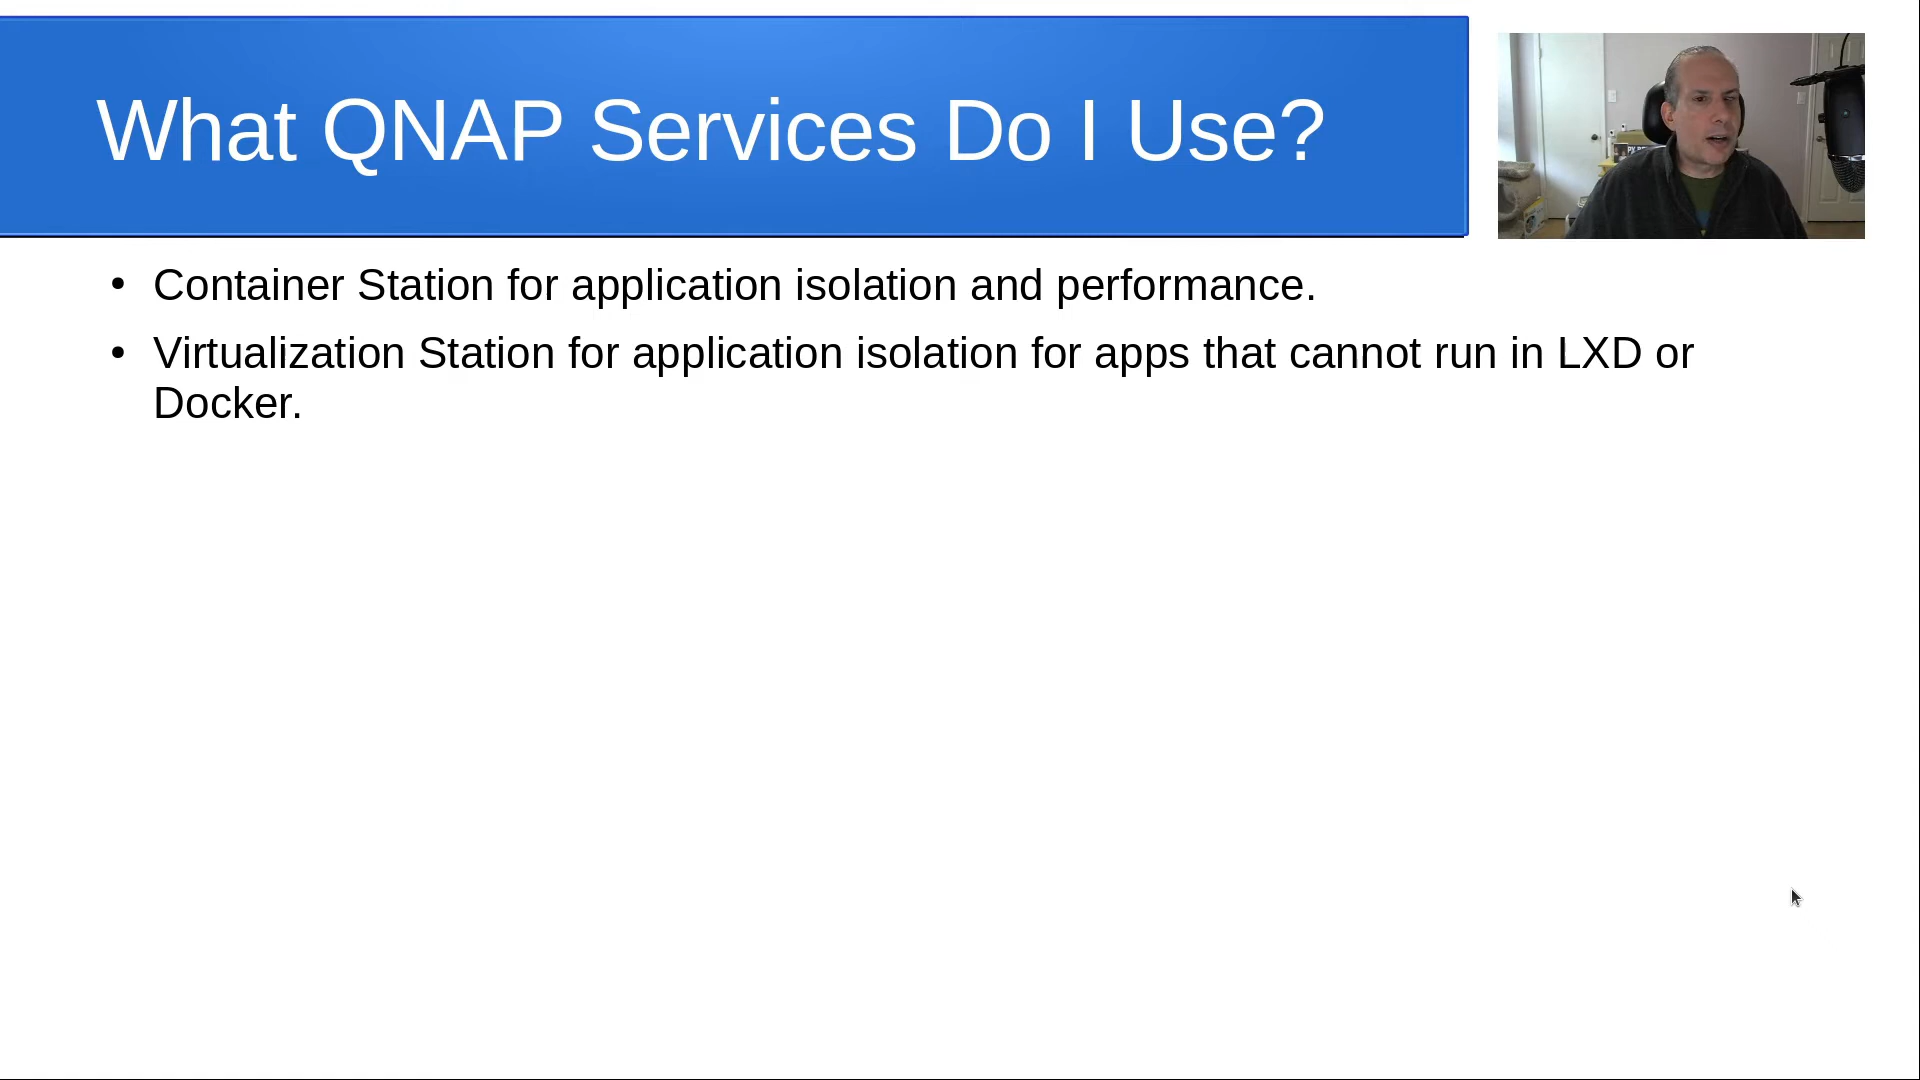 What QNAP Services Do I Use?
• Container Station for application isolation and performance.
• Virtualization Station for application isolation for apps that cannot run in LXD or
Docker.